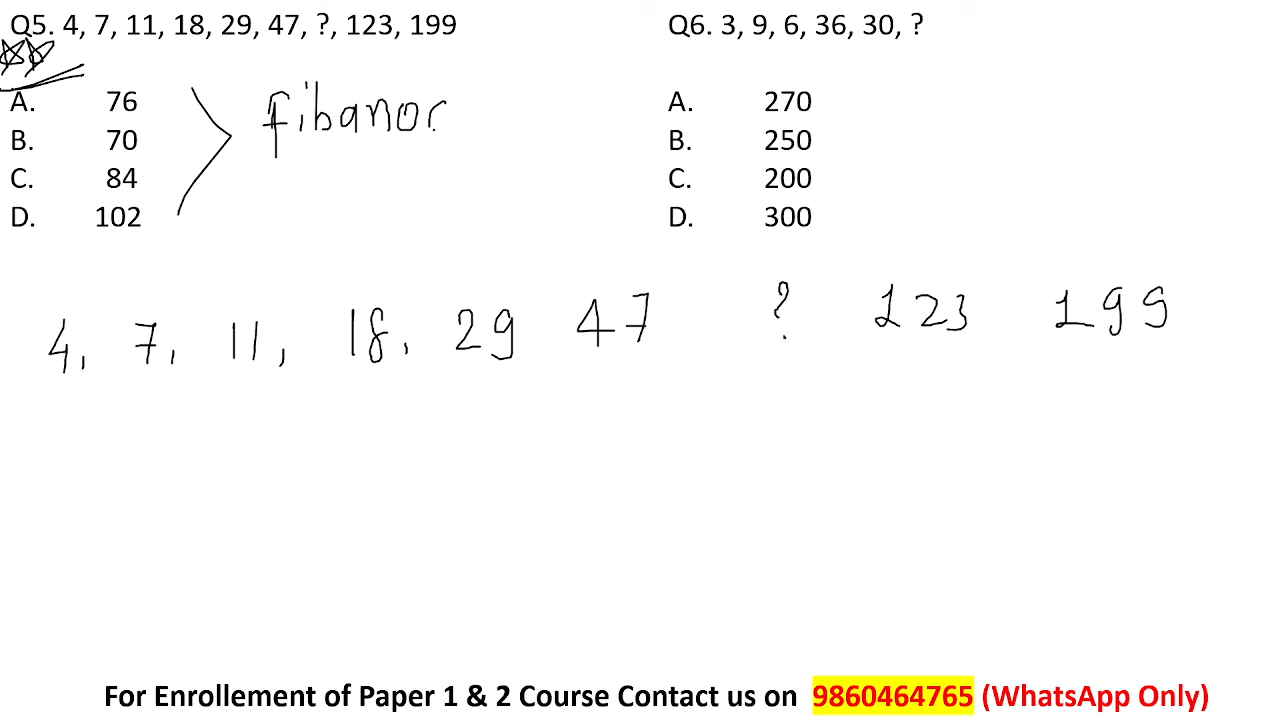 Q5. 4, 7, 11, 18, 29, 47, ?, 123, 199
A. 76
B. 70
C. 84
D. 102
fibanoc
Q6. 3, 9, 6, 36, 30, ?
A. 270
B. 250
C. 200
D. 300
4, 7, 11, 18, 29 47 ? 123 199
For Enrollement of Paper 1 & 2 Course Contact us on 9860464765 (WhatsApp Only)